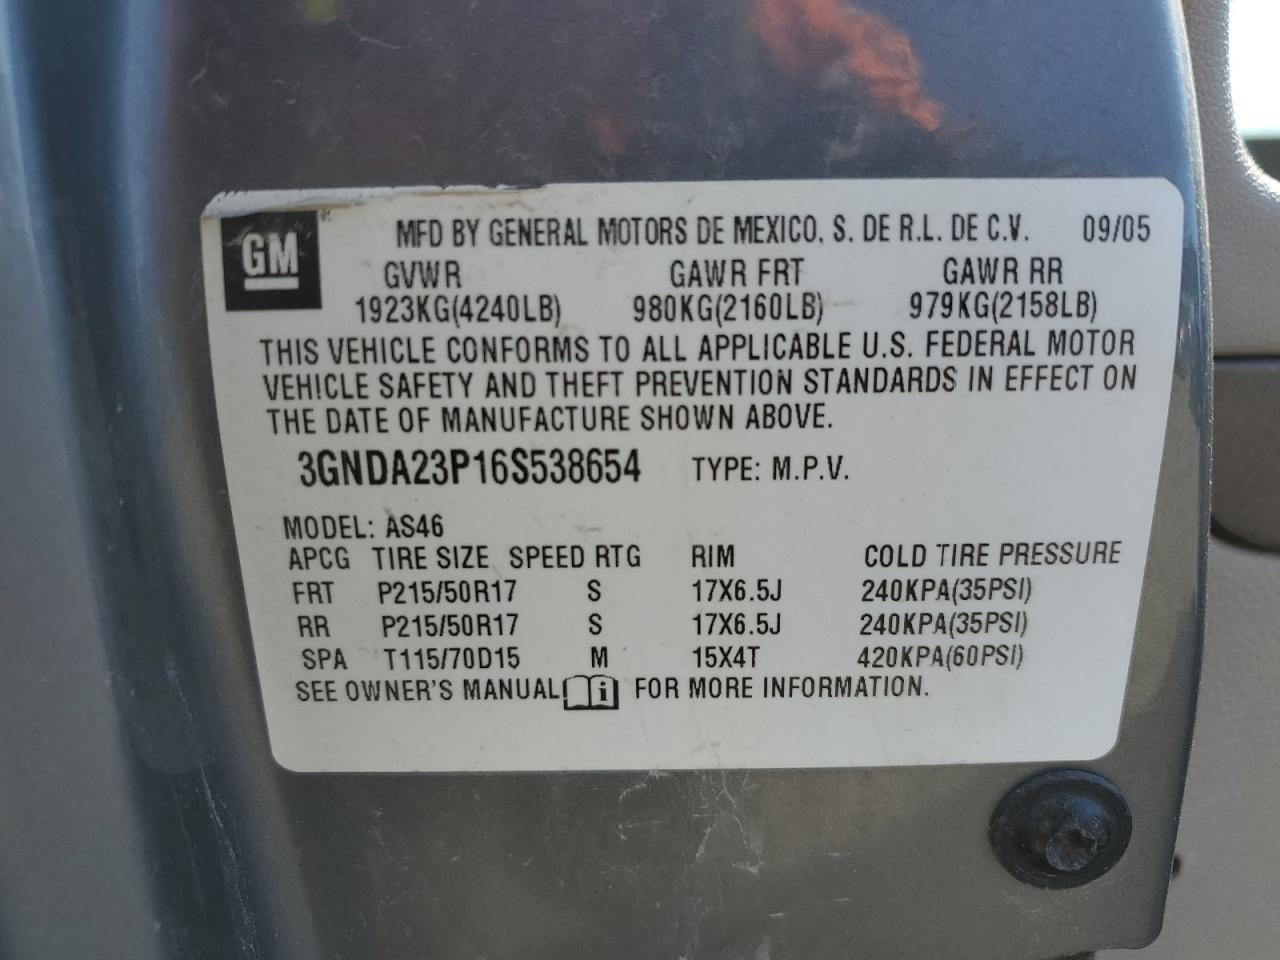 GM
MFD BY GENERAL MOTORS DE MEXICO, S. DE R.L. DE C.V. 09/05
GVWR GAWR FRT GAWR RR
1923KG(4240LB) 980KG(2160LB) 979KG(2158LB)
THIS VEHICLE CONFORMS TO ALL APPLICABLE U.S. FEDERAL MOTOR
VEHICLE SAFETY AND THEFT PREVENTION STANDARDS IN EFFECT ON
THE DATE OF MANUFACTURE SHOWN ABOVE.
3GNDA23P16S538654 TYPE: M.P.V.
MODEL: AS46
APCG TIRE SIZE SPEED RTG RIM COLD TIRE PRESSURE
FRT P215/50R17 S 17X6.5J 240KPA(35PSI)
RR P215/50R17 S 17X6.5J 240KPA(35PSI)
SPA T115/70D15 M 15X4T 420KPA(60PSI)
SEE OWNER'S MANUAL i FOR MORE INFORMATION.